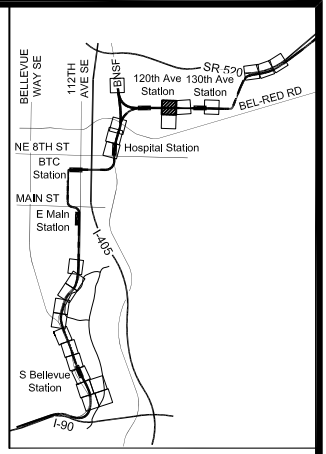 BELLEVUE
WAY SE
112TH
AVE SE
BNSF
SR 520
120th Ave
Station
130th Ave
Station
BEL-RED RD
NE 8TH ST
Hospital Station
BTC
Station
MAIN ST
E Main
Station
I-405
S Bellevue
Station
I-90